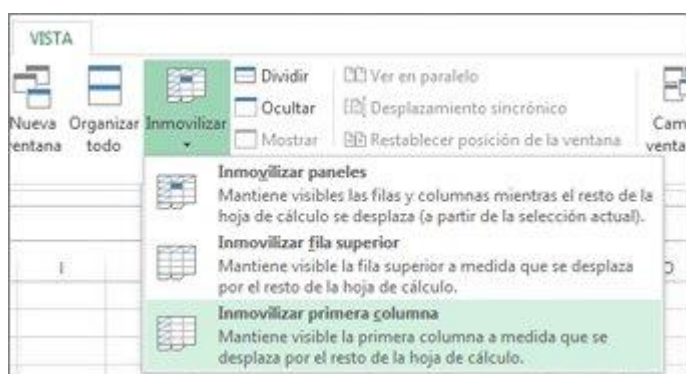 VISTA
Nueva ventana
Organizar todo
Inmovilizar
Dividir
Ocultar
Mostrar
Ver en paralelo
Desplazamiento sincrónico
Restablecer posición de la ventana
Cam
venta
Inmovilizar paneles
Mantiene visibles las filas y columnas mientras el resto de la
hoja de cálculo se desplaza (a partir de la selección actual).
Inmovilizar fila superior
Mantiene visible la fila superior a medida que se desplaza
por el resto de la hoja de cálculo.
Inmovilizar primera columna
Mantiene visible la primera columna a medida que se
desplaza por el resto de la hoja de cálculo.
I